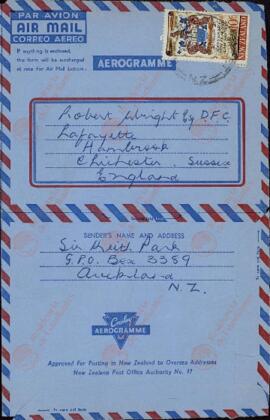 PAR AVION
AIR MAIL
CORREO AEREO
If anything is enclosed,
the form will be surcharged
at rate for Air Mail Letters.
AEROGRAMME
N.Z.
Robert Wright Esq D.F.C.
Lafayette
Hambrook
Chichester. Sussex
England
SENDER'S NAME AND ADDRESS
Sir Keith Park
G.P.O. Box 3389
Auckland
N.Z.
AEROGRAMME
Approved for Posting in New Zealand to Overseas Addresses
New Zealand Post Office Authority No. 17